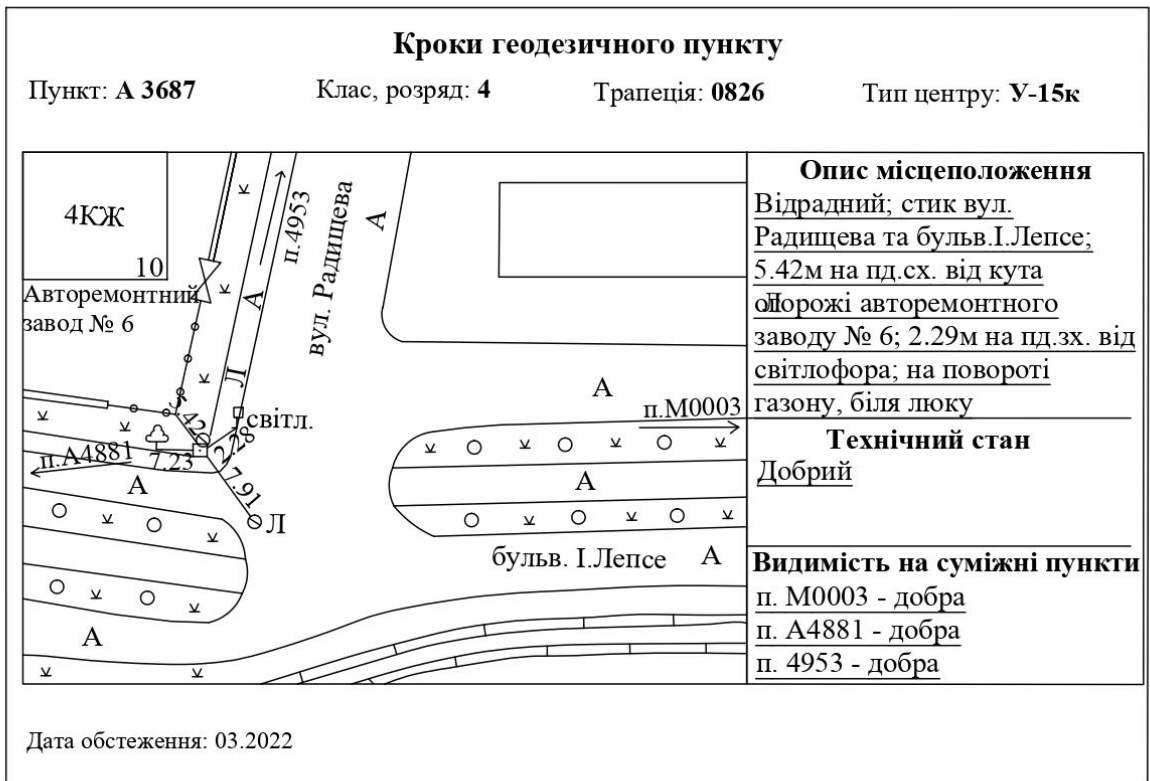 Кроки геодезичного пункту
Пункт: А 3687 Клас, розряд: 4 Трапеція: 0826 Тип центру: У-15к
4КЖ
10
Авторемонтний
завод № 6
п.4953
вул. Радищева
А
А
Л
А
п.М0003
світл.
5.42
2.28
7.23
7.91
п.А4881
А
Л
А
бульв. І.Лепсе А
А
Опис місцеположення
Відрадний; стик вул.
Радищева та бульв.І.Лепсе;
5.42м на пд.сх. від кута
огорожі авторемонтного
заводу № 6; 2.29м на пд.зх. від
світлофора; на повороті
газону, біля люку
Технічний стан
Добрий
Видимість на суміжні пункти
п. М0003 - добра
п. А4881 - добра
п. 4953 - добра
Дата обстеження: 03.2022